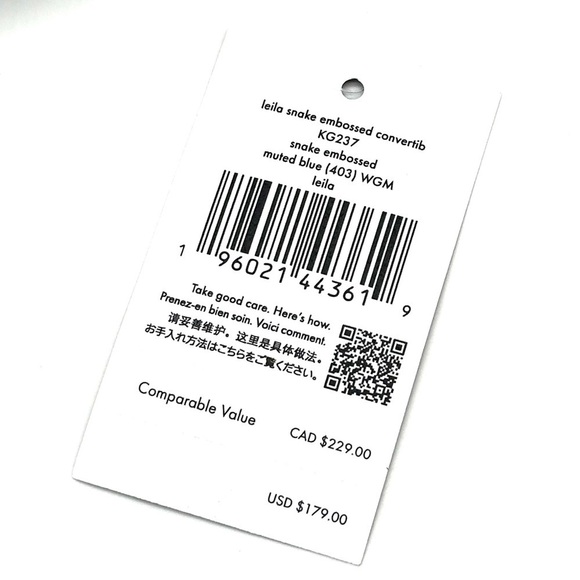 leila snake embossed convertib
KG237
snake embossed
muted blue (403) WGM
leila
1 96021 44361 9
Take good care. Here's how.
Prenez-en bien soin. Voici comment.
请妥善维护。这里是具体做法。
お手入れ方法はこちらをご覧ください。
Comparable Value
CAD $229.00
USD $179.00